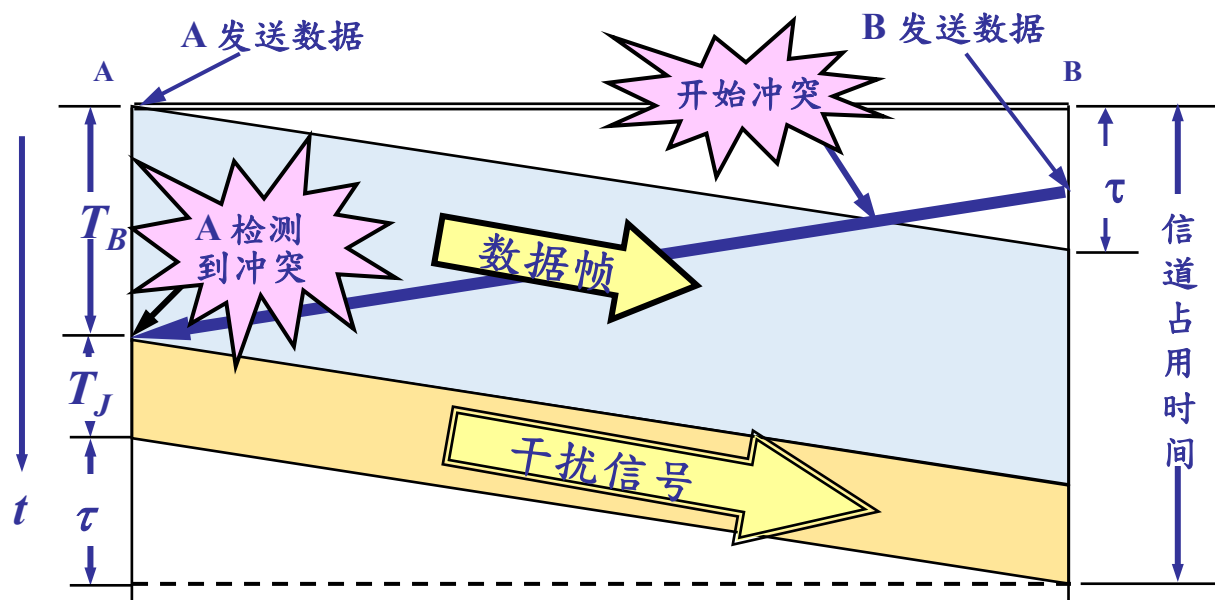 A 发送数据
B 发送数据
A
B
开始冲突
τ
T_B
A 检测
到冲突
数据帧
信道占用时间
T_J
干扰信号
t
τ